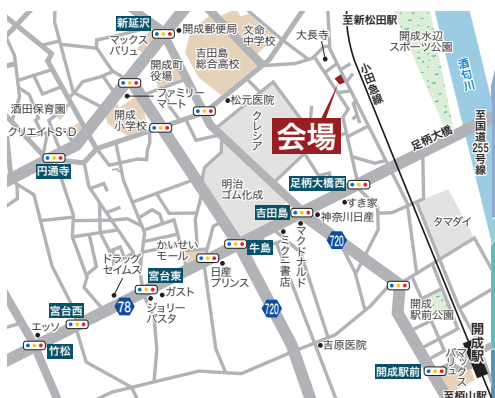 新延沢
開成郵便局
マックス
バリュ
吉田島
総合高校
文命
中学校
大長寺
至新松田駅
開成水辺
スポーツ公園
酒匂川
小田急線
開成町
役場
ファミリー
マート
松元医院
酒田保育園
開成
小学校
クリエイトS・D
クレシア
会場
足柄大橋
至国道255号線
円通寺
明治
ゴム化成
足柄大橋西
すき家
吉田島
神奈川日産
タマダイ
720
マクドナルド
ミクニ書店
牛島
かいせい
モール
日産
プリンス
ドラッグ
セイムス
宮台東
ガスト
ジョリー
パスタ
78
720
宮台西
エッソ
竹松
吉原医院
開成
駅前公園
開成駅
マックス
バリュ
開成駅前
至栢山駅